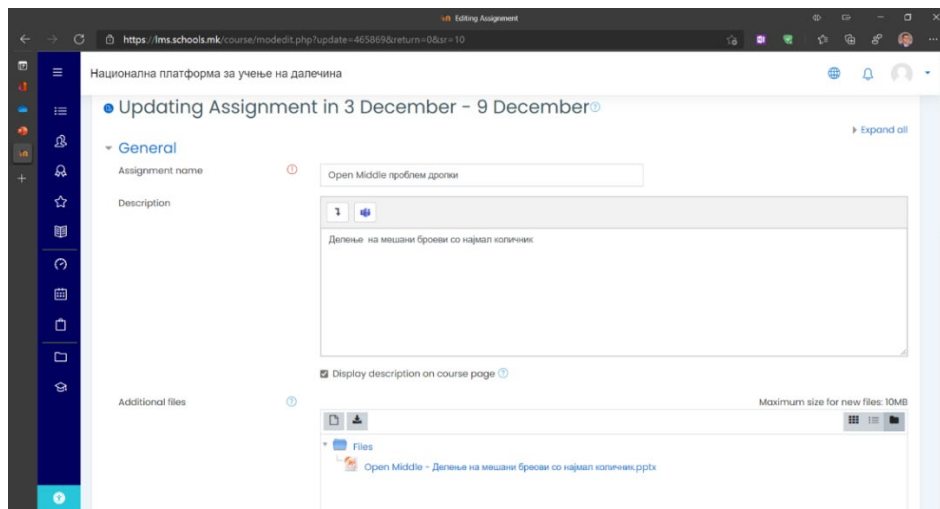 Editing Assignment
https://lms.schools.mk/course/modedit.php?update=465869&return=0&sr=10
Национална платформа за учење на далечина
Updating Assignment in 3 December - 9 December
Expand all
General
Assignment name
Open Middle проблем дропки
Description
Делење на мешани броеви со најмал количник
Display description on course page
Additional files
Maximum size for new files: 10MB
Files
Open Middle - Делење на мешани бреови со најмал количник.pptx